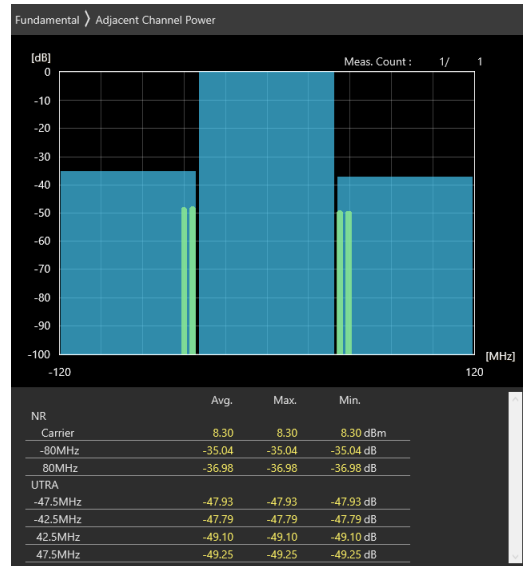 Fundamental 〉 Adjacent Channel Power
[dB]
Meas. Count : 1/ 1
0
-10
-20
-30
-40
-50
-60
-70
-80
-90
-100
[MHz]
-120 120
Avg. Max. Min.
NR
Carrier 8.30 8.30 8.30 dBm
-80MHz -35.04 -35.04 -35.04 dB
80MHz -36.98 -36.98 -36.98 dB
UTRA
-47.5MHz -47.93 -47.93 -47.93 dB
-42.5MHz -47.79 -47.79 -47.79 dB
42.5MHz -49.10 -49.10 -49.10 dB
47.5MHz -49.25 -49.25 -49.25 dB